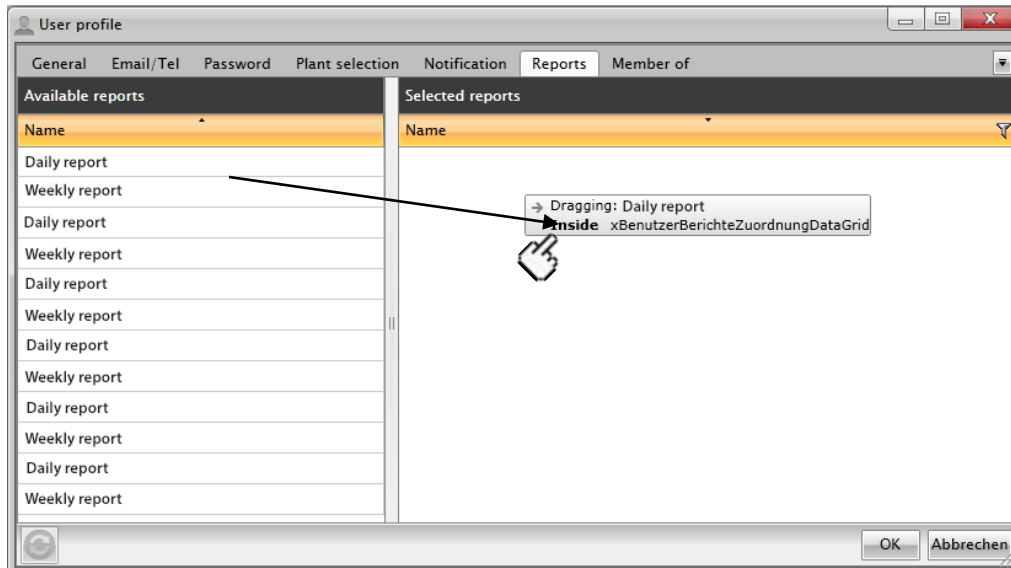 User profile
General Email/Tel Password Plant selection Notification Reports Member of
Available reports
Selected reports
Name
Name
Daily report
Weekly report
Daily report
Weekly report
Daily report
Weekly report
Daily report
Weekly report
Daily report
Weekly report
Daily report
Weekly report
Dragging: Daily report
Inside xBenutzerBerichteZuordnungDataGrid
OK Abbrechen